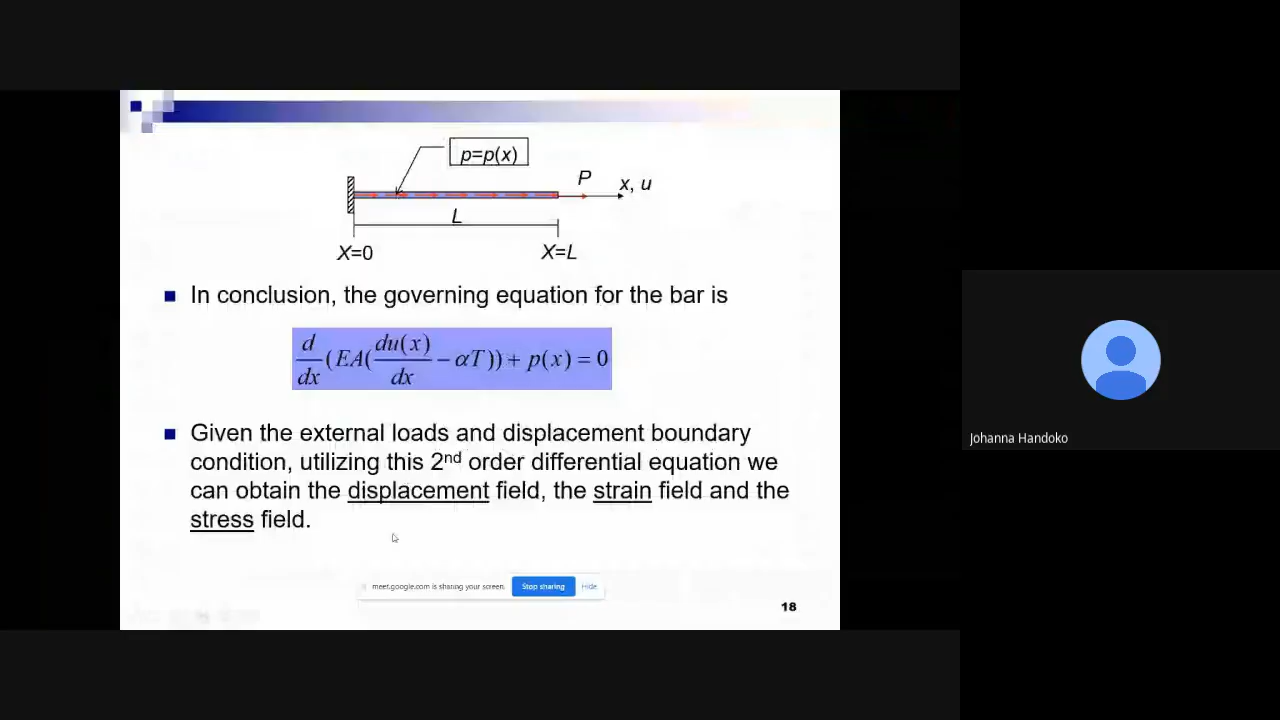 p=p(x)
P
x, u
L
X=0
X=L
In conclusion, the governing equation for the bar is
d/dx (EA(du(x)/dx − αT)) + p(x) = 0
Given the external loads and displacement boundary
condition, utilizing this 2nd order differential equation we
can obtain the displacement field, the strain field and the
stress field.
meet.google.com is sharing your screen.
Stop sharing
Hide
18
Johanna Handoko